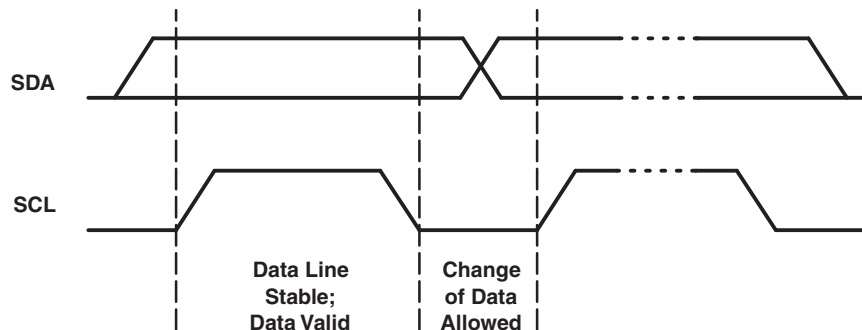 SDA
SCL
Data Line
Stable;
Data Valid
Change
of Data
Allowed